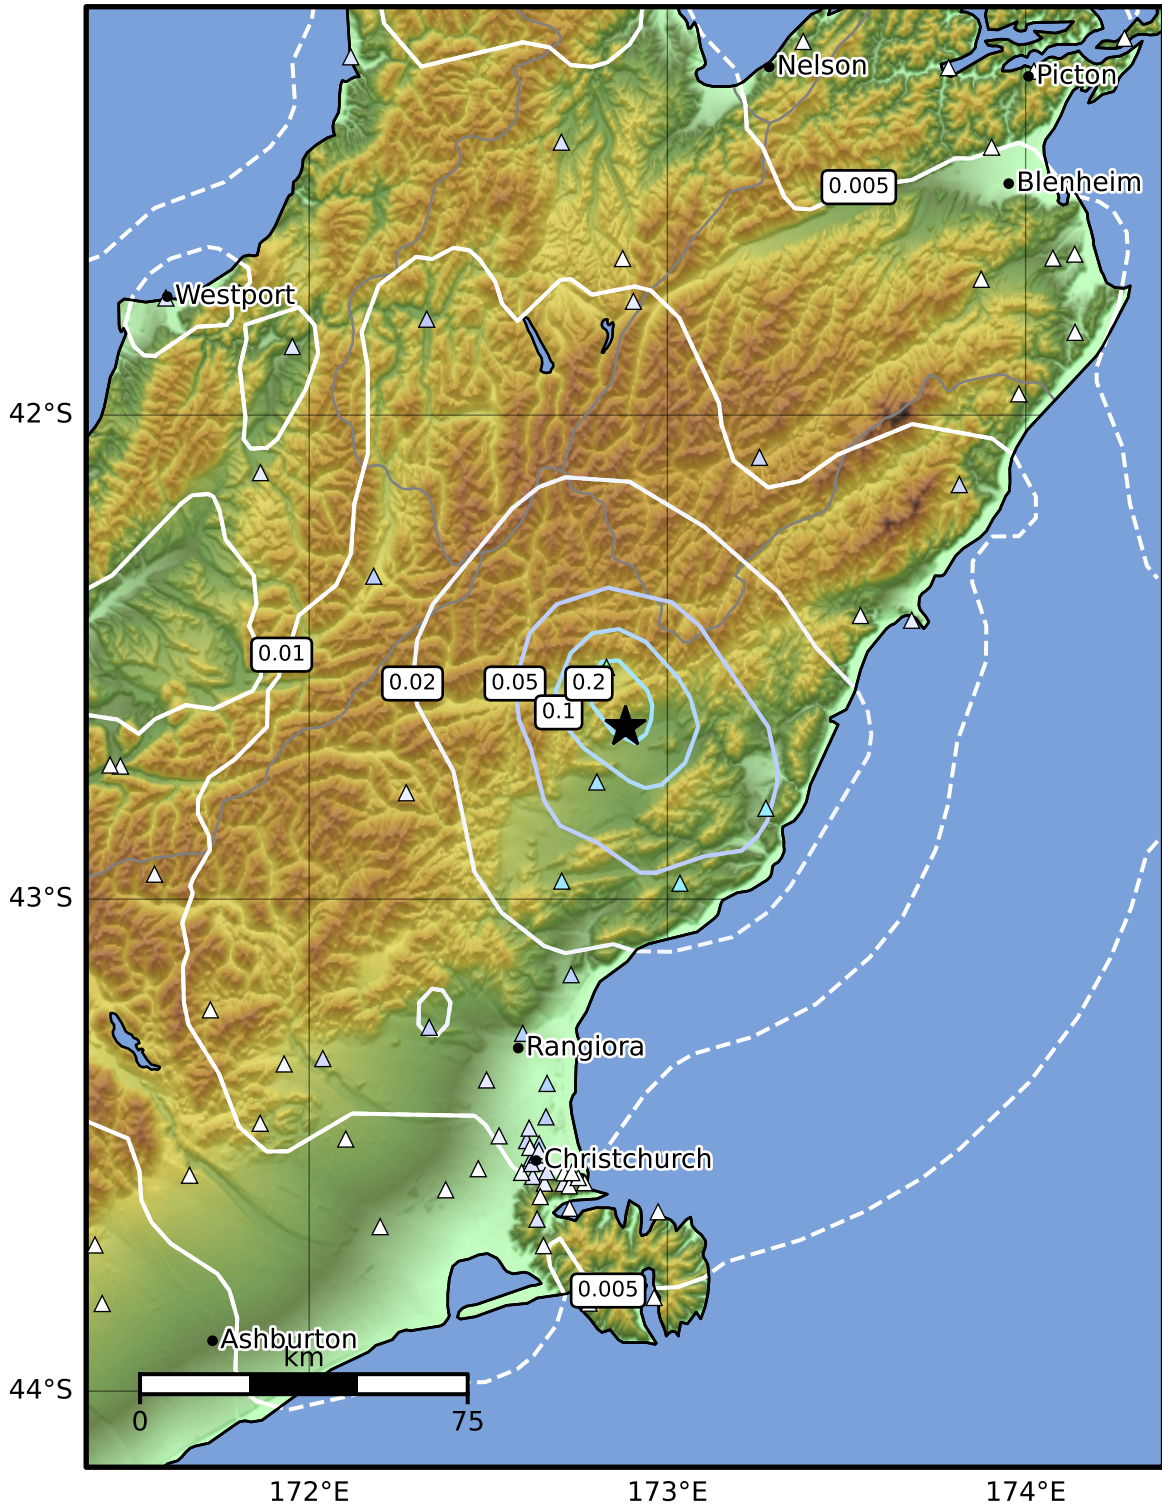 Nelson
Picton
0.005
Blenheim
Westport
42°S
0.01
0.02
0.05
0.2
0.1
43°S
Rangiora
Christchurch
0.005
Ashburton
km
44°S
0
75
172°E
173°E
174°E